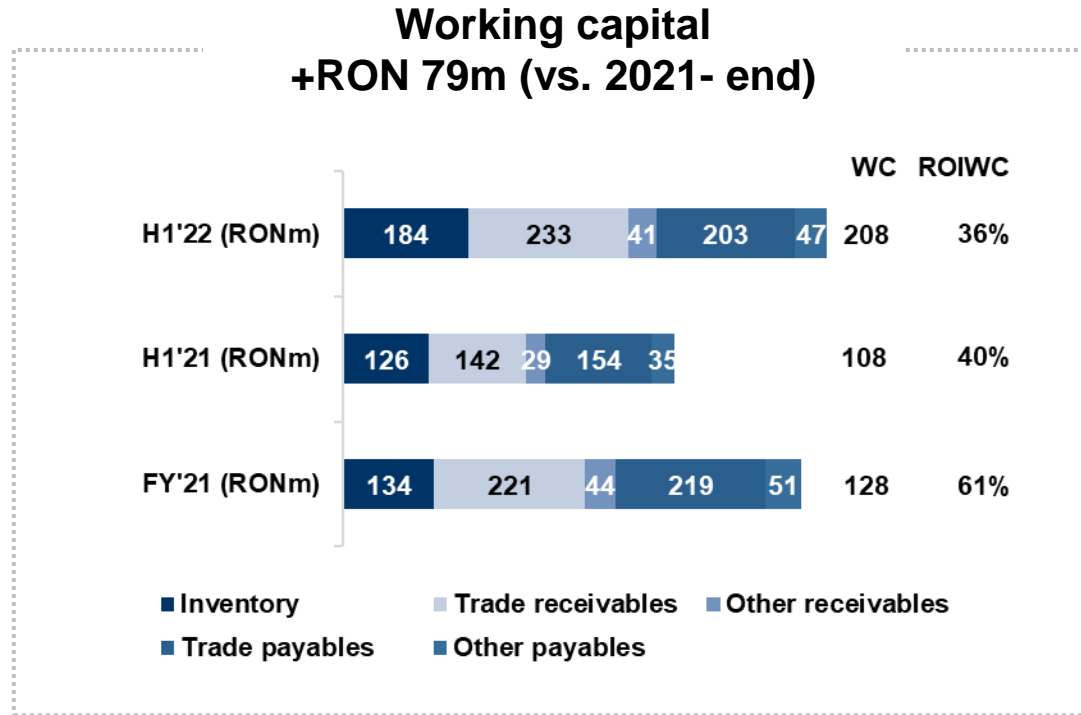 Working capital
+RON 79m (vs. 2021- end)
WC ROIWC
H1'22 (RONm) 184 233 41 203 47 208 36%
H1'21 (RONm) 126 142 29 154 35 108 40%
FY'21 (RONm) 134 221 44 219 51 128 61%
Inventory Trade receivables Other receivables
Trade payables Other payables